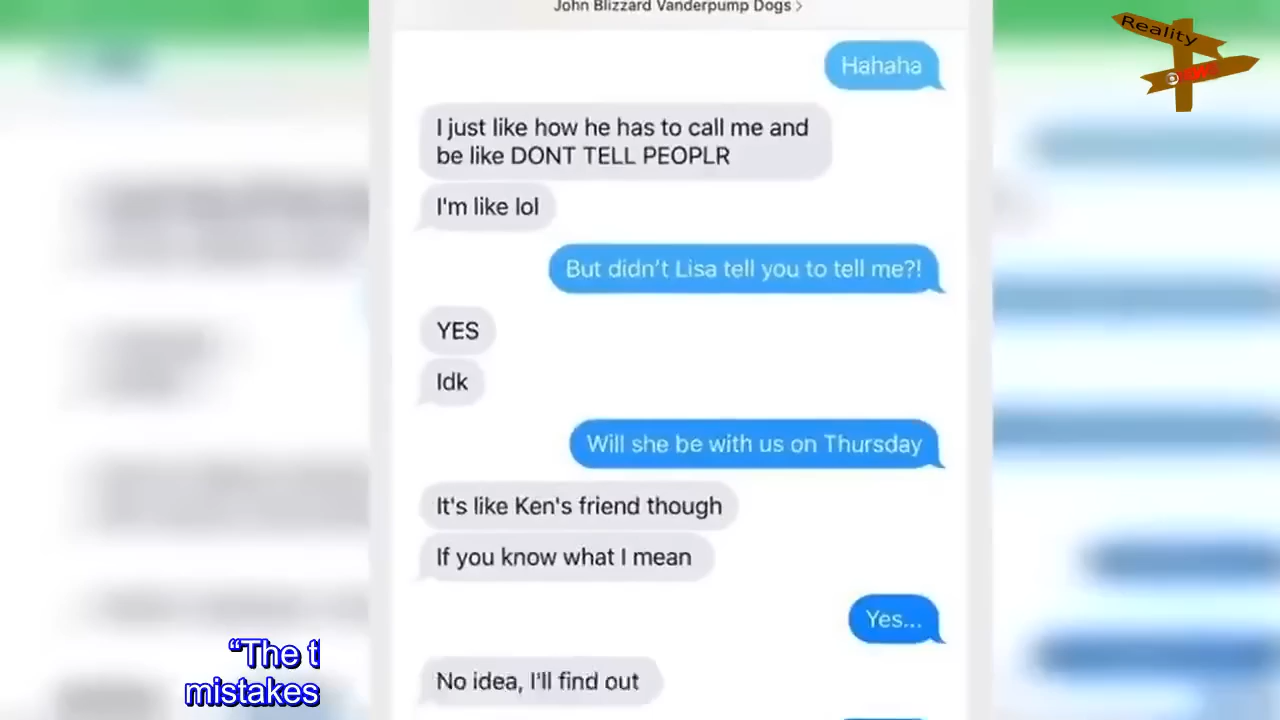 John Blizzard Vanderpump Dogs >
Reality
Hahaha
I just like how he has to call me and
be like DONT TELL PEOPLR
I'm like lol
But didn't Lisa tell you to tell me?!
YES
Idk
Will she be with us on Thursday
It's like Ken's friend though
If you know what I mean
Yes...
“The t
mistakes
No idea, I'll find out